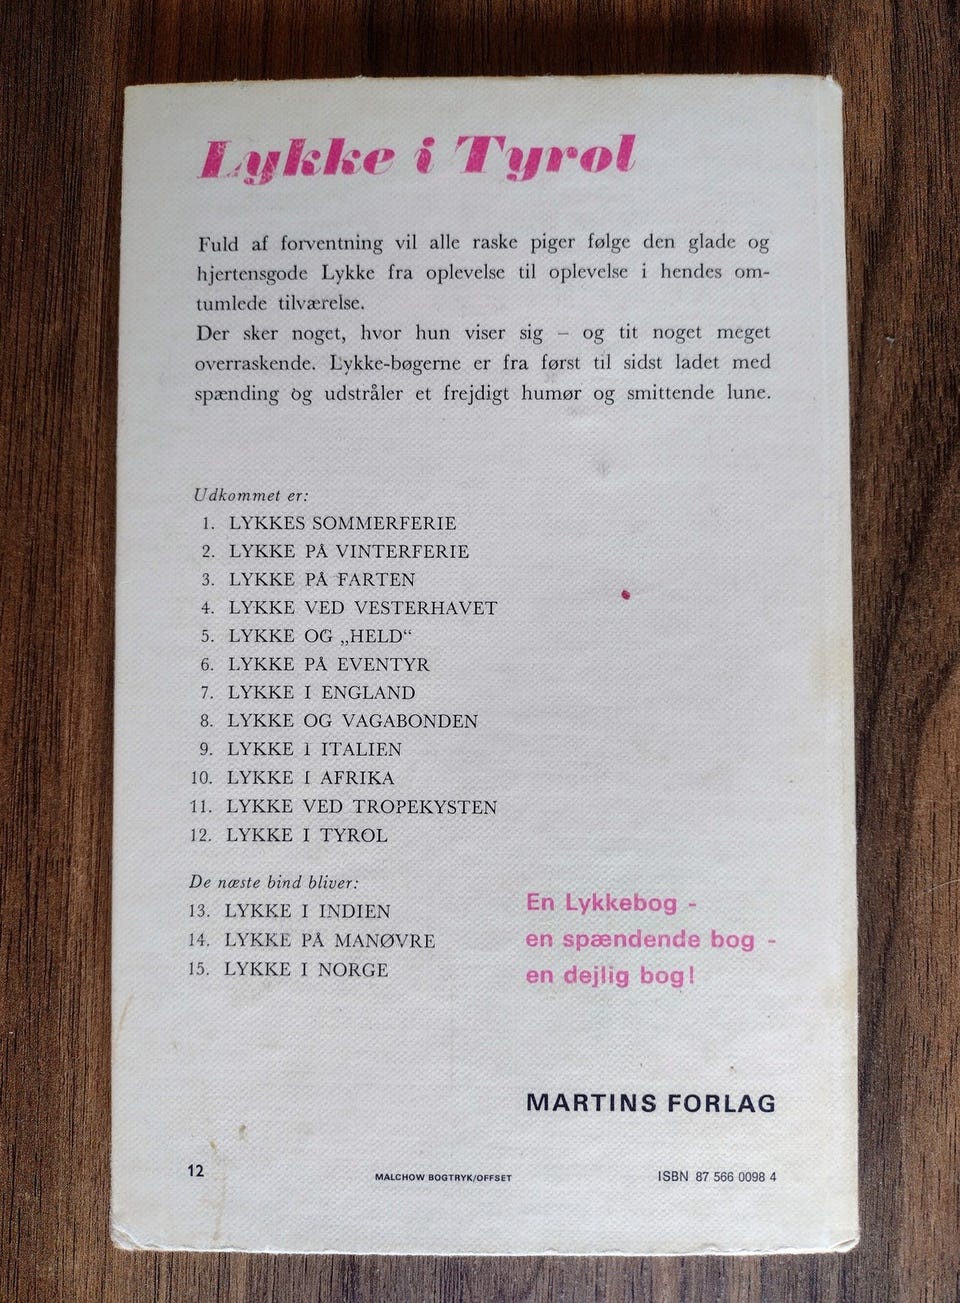 Lykke i Tyrol
Fuld af forventning vil alle raske piger følge den glade og
hjertensgode Lykke fra oplevelse til oplevelse i hendes om-
tumlede tilværelse.
Der sker noget, hvor hun viser sig – og tit noget meget
overraskende. Lykke-bøgerne er fra først til sidst ladet med
spænding og udstråler et frejdigt humør og smittende lune.
Udkommet er:
1. LYKKES SOMMERFERIE
2. LYKKE PÅ VINTERFERIE
3. LYKKE PÅ FARTEN
4. LYKKE VED VESTERHAVET
5. LYKKE OG „HELD“
6. LYKKE PÅ EVENTYR
7. LYKKE I ENGLAND
8. LYKKE OG VAGABONDEN
9. LYKKE I ITALIEN
10. LYKKE I AFRIKA
11. LYKKE VED TROPEKYSTEN
12. LYKKE I TYROL
De næste bind bliver:
13. LYKKE I INDIEN
14. LYKKE PÅ MANØVRE
15. LYKKE I NORGE
En Lykkebog -
en spændende bog -
en dejlig bog!
MARTINS FORLAG
12
MALCHOW BOGTRYK/OFFSET
ISBN 87 566 0098 4